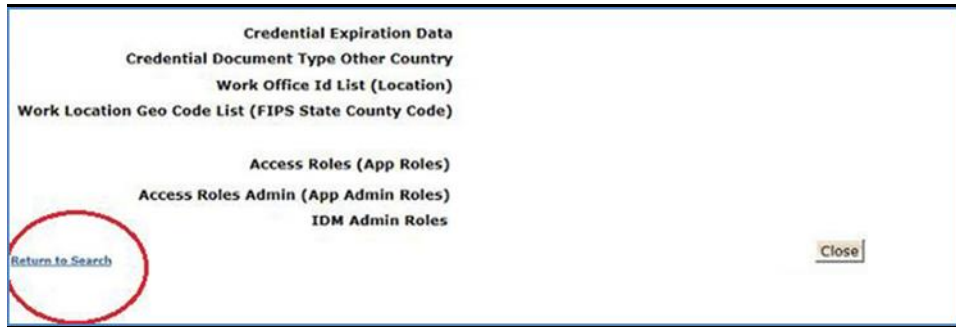 Credential Expiration Data
Credential Document Type Other Country
Work Office Id List (Location)
Work Location Geo Code List (FIPS State County Code)
Access Roles (App Roles)
Access Roles Admin (App Admin Roles)
IDM Admin Roles
Return to Search
Close